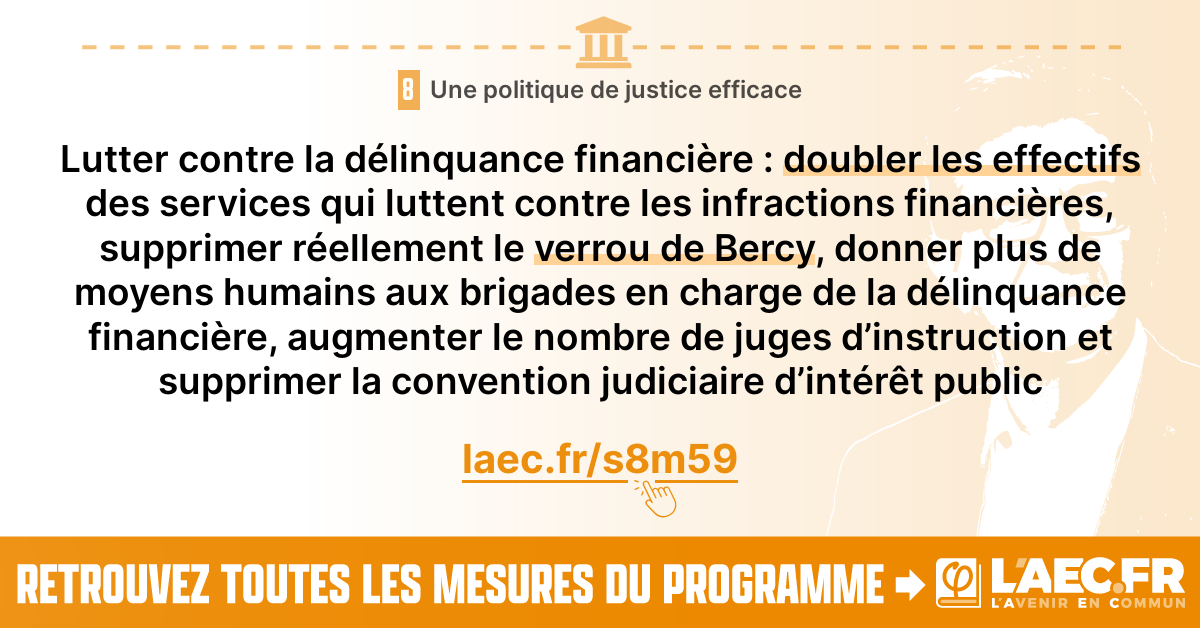 8 Une politique de justice efficace
Lutter contre la délinquance financière : doubler les effectifs
des services qui luttent contre les infractions financières,
supprimer réellement le verrou de Bercy, donner plus de
moyens humains aux brigades en charge de la délinquance
financière, augmenter le nombre de juges d’instruction et
supprimer la convention judiciaire d’intérêt public
laec.fr/s8m59
RETROUVEZ TOUTES LES MESURES DU PROGRAMME
φ L'AEC.FR
L'AVENIR EN COMMUN